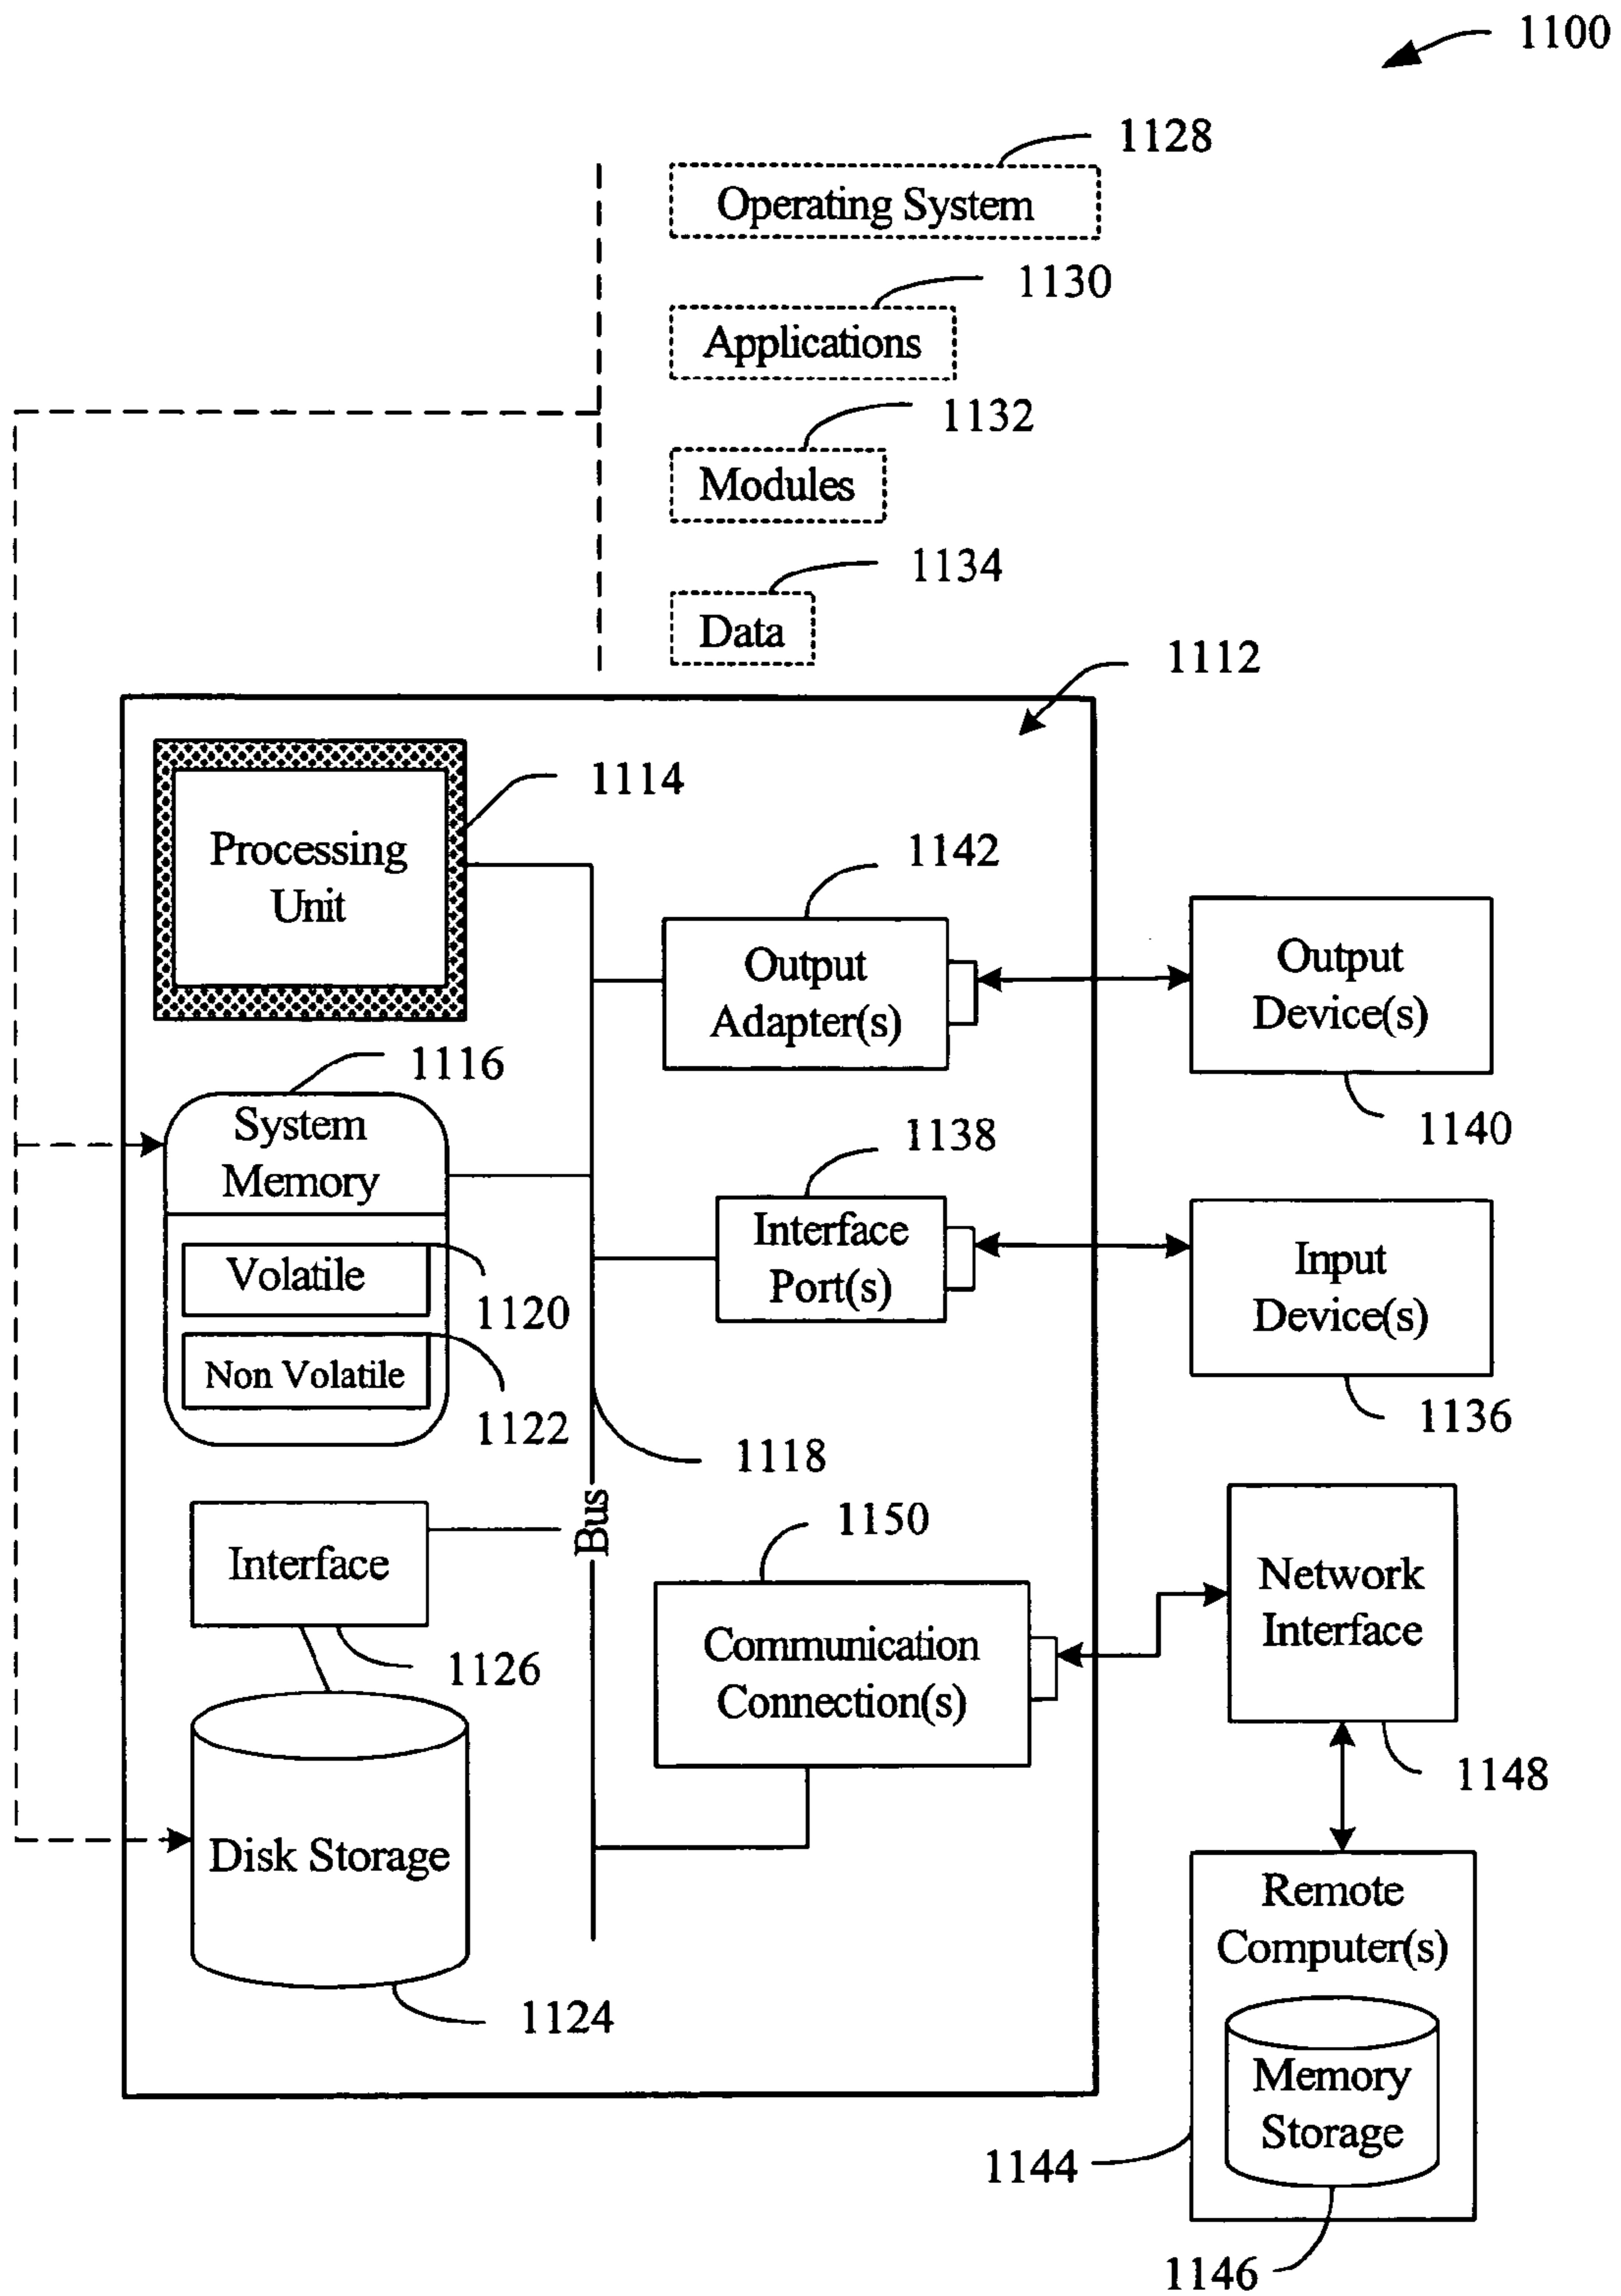 1100
1128
Operating System
1130
Applications
1132
Modules
1134
Data
1112
1114
Processing
Unit
1142
Output
Adapter(s)
Output
Device(s)
1140
1116
System
Memory
Volatile
1120
Non Volatile
1122
1138
Interface
Port(s)
Input
Device(s)
1136
1118
Bus
Interface
1126
1150
Communication
Connection(s)
Network
Interface
1148
Disk Storage
1124
Remote
Computer(s)
Memory
Storage
1144
1146